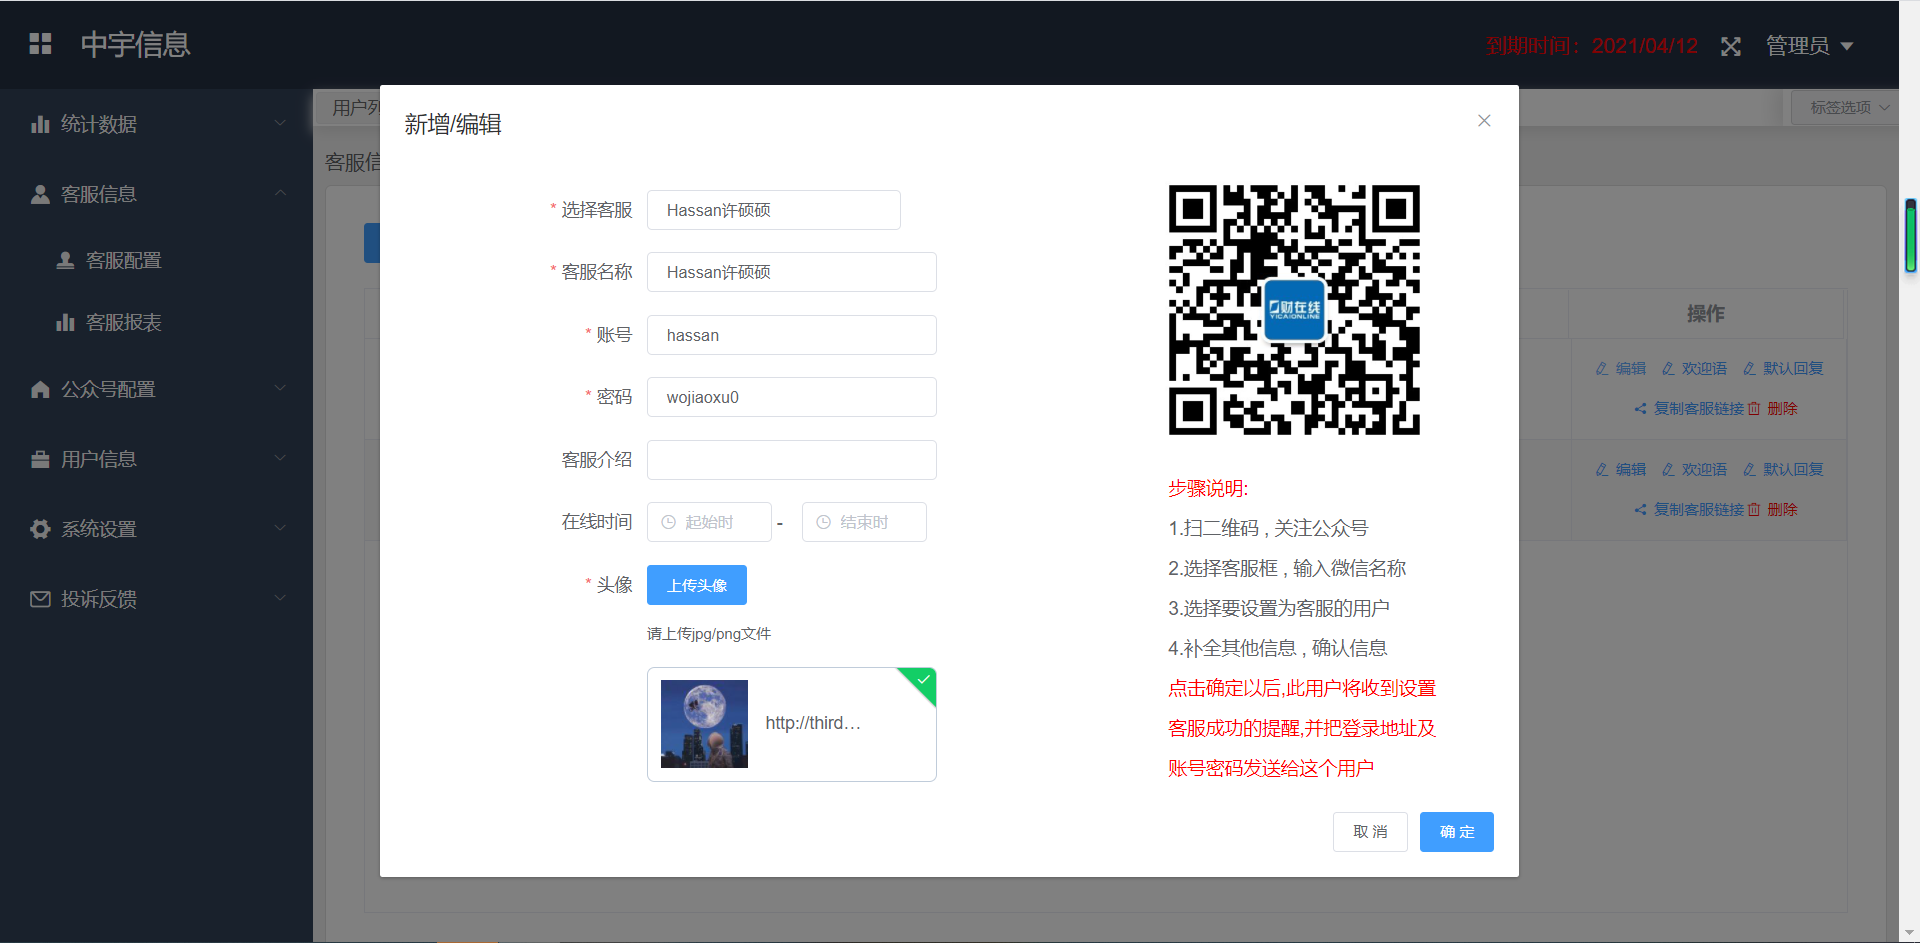 中宇信息
到期时间：2021/04/12
管理员
统计数据
客服信息
客服配置
客服报表
公众号配置
用户信息
系统设置
投诉反馈
用户列
标签选项
客服信
新增/编辑
* 选择客服 Hassan许硕硕
* 客服名称 Hassan许硕硕
* 账号 hassan
* 密码 wojiaoxu0
客服介绍
在线时间 起始时 - 结束时
* 头像 上传头像
请上传jpg/png文件
http://third...
财在线
YICAIONLINE
步骤说明:
1.扫二维码 , 关注公众号
2.选择客服框 , 输入微信名称
3.选择要设置为客服的用户
4.补全其他信息 , 确认信息
点击确定以后,此用户将收到设置
客服成功的提醒,并把登录地址及
账号密码发送给这个用户
取 消 确 定
操作
编辑 欢迎语 默认回复
复制客服链接 删除
编辑 欢迎语 默认回复
复制客服链接 删除